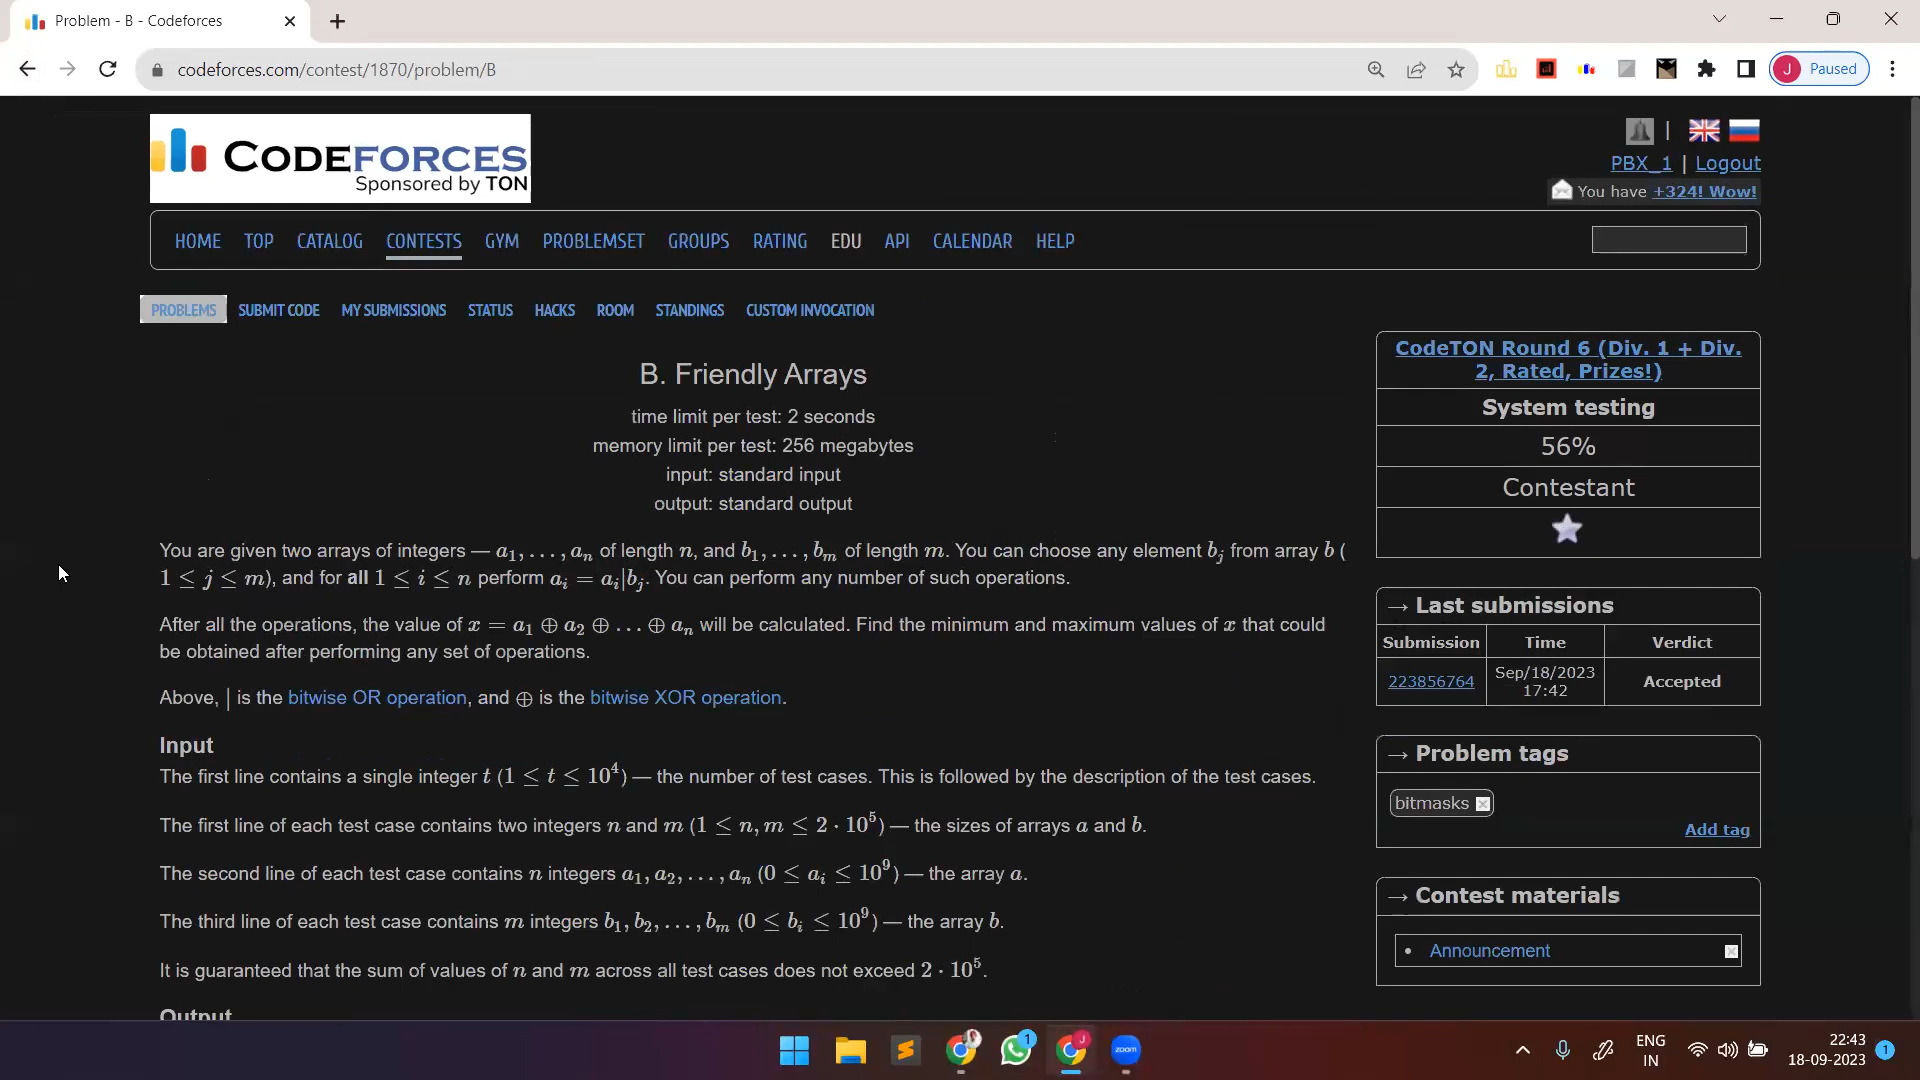 Problem - B - Codeforces
codeforces.com/contest/1870/problem/B
J Paused
CODEFORCES
Sponsored by TON
|
PBX_1 | Logout
You have +324! Wow!
HOME TOP CATALOG CONTESTS GYM PROBLEMSET GROUPS RATING EDU API CALENDAR HELP
PROBLEMS SUBMIT CODE MY SUBMISSIONS STATUS HACKS ROOM STANDINGS CUSTOM INVOCATION
B. Friendly Arrays
time limit per test: 2 seconds
memory limit per test: 256 megabytes
input: standard input
output: standard output
You are given two arrays of integers — a₁, . . . , aₙ of length n, and b₁, . . . , bₘ of length m. You can choose any element bⱼ from array b (
1 ≤ j ≤ m), and for all 1 ≤ i ≤ n perform aᵢ = aᵢ|bⱼ. You can perform any number of such operations.
After all the operations, the value of x = a₁ ⊕ a₂ ⊕ . . . ⊕ aₙ will be calculated. Find the minimum and maximum values of x that could
be obtained after performing any set of operations.
Above, | is the bitwise OR operation, and ⊕ is the bitwise XOR operation.
Input
The first line contains a single integer t (1 ≤ t ≤ 10⁴) — the number of test cases. This is followed by the description of the test cases.
The first line of each test case contains two integers n and m (1 ≤ n, m ≤ 2 · 10⁵) — the sizes of arrays a and b.
The second line of each test case contains n integers a₁, a₂, . . . , aₙ (0 ≤ aᵢ ≤ 10⁹) — the array a.
The third line of each test case contains m integers b₁, b₂, . . . , bₘ (0 ≤ bᵢ ≤ 10⁹) — the array b.
It is guaranteed that the sum of values of n and m across all test cases does not exceed 2 · 10⁵.
Output
CodeTON Round 6 (Div. 1 + Div.
2, Rated, Prizes!)
System testing
56%
Contestant
→ Last submissions
Submission Time Verdict
223856764 Sep/18/2023 Accepted
17:42
→ Problem tags
bitmasks
Add tag
→ Contest materials
• Announcement
J
1
zoom
ENG
IN
22:43
18-09-2023
1